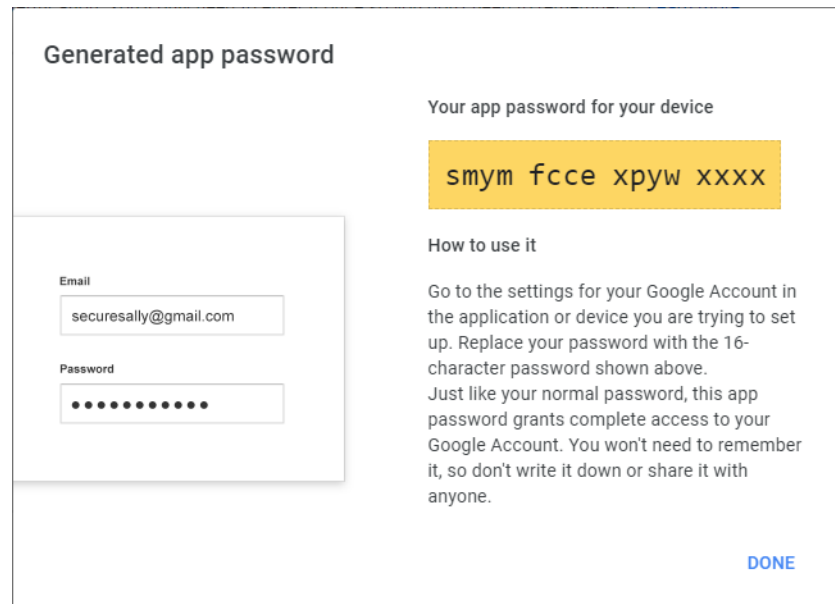 Generated app password
Your app password for your device
smym fcce xpyw xxxx
How to use it
Email
securesally@gmail.com
Password
Go to the settings for your Google Account in
the application or device you are trying to set
up. Replace your password with the 16-
character password shown above.
Just like your normal password, this app
password grants complete access to your
Google Account. You won't need to remember
it, so don't write it down or share it with
anyone.
DONE